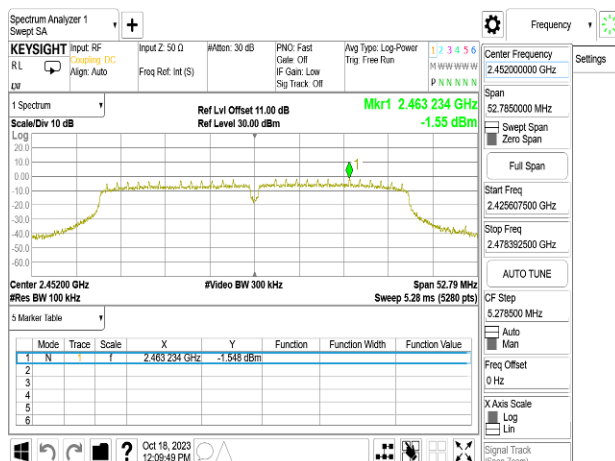 Spectrum Analyzer 1
Swept SA
Frequency
KEYSIGHT
RL
Input: RF
Coupling: DC
Align: Auto
Input Z: 50 Ω
Freq Ref: Int (S)
#Atten: 30 dB
PNO: Fast
Gate: Off
IF Gain: Low
Sig Track: Off
Avg Type: Log-Power
Trig: Free Run
1 2 3 4 5 6
M W W W W W
P N N N N N
Settings
1 Spectrum
Scale/Div 10 dB
Ref Lvl Offset 11.00 dB
Ref Level 30.00 dBm
Mkr1 2.463 234 GHz
-1.55 dBm
Log
20.0
10.0
0.00
-10.0
-20.0
-30.0
-40.0
-50.0
-60.0
1
Center 2.45200 GHz
#Res BW 100 kHz
#Video BW 300 kHz
Span 52.79 MHz
Sweep 5.28 ms (5280 pts)
5 Marker Table
Mode Trace Scale X Y Function Function Width Function Value
1 N 1 f 2.463 234 GHz -1.548 dBm
2
3
4
5
6
Oct 18, 2023
12:09:49 PM
Center Frequency
2.452000000 GHz
Span
52.7850000 MHz
Swept Span
Zero Span
Full Span
Start Freq
2.425607500 GHz
Stop Freq
2.478392500 GHz
AUTO TUNE
CF Step
5.278500 MHz
Auto
Man
Freq Offset
0 Hz
X Axis Scale
Log
Lin
Signal Track
(Span Zoom)